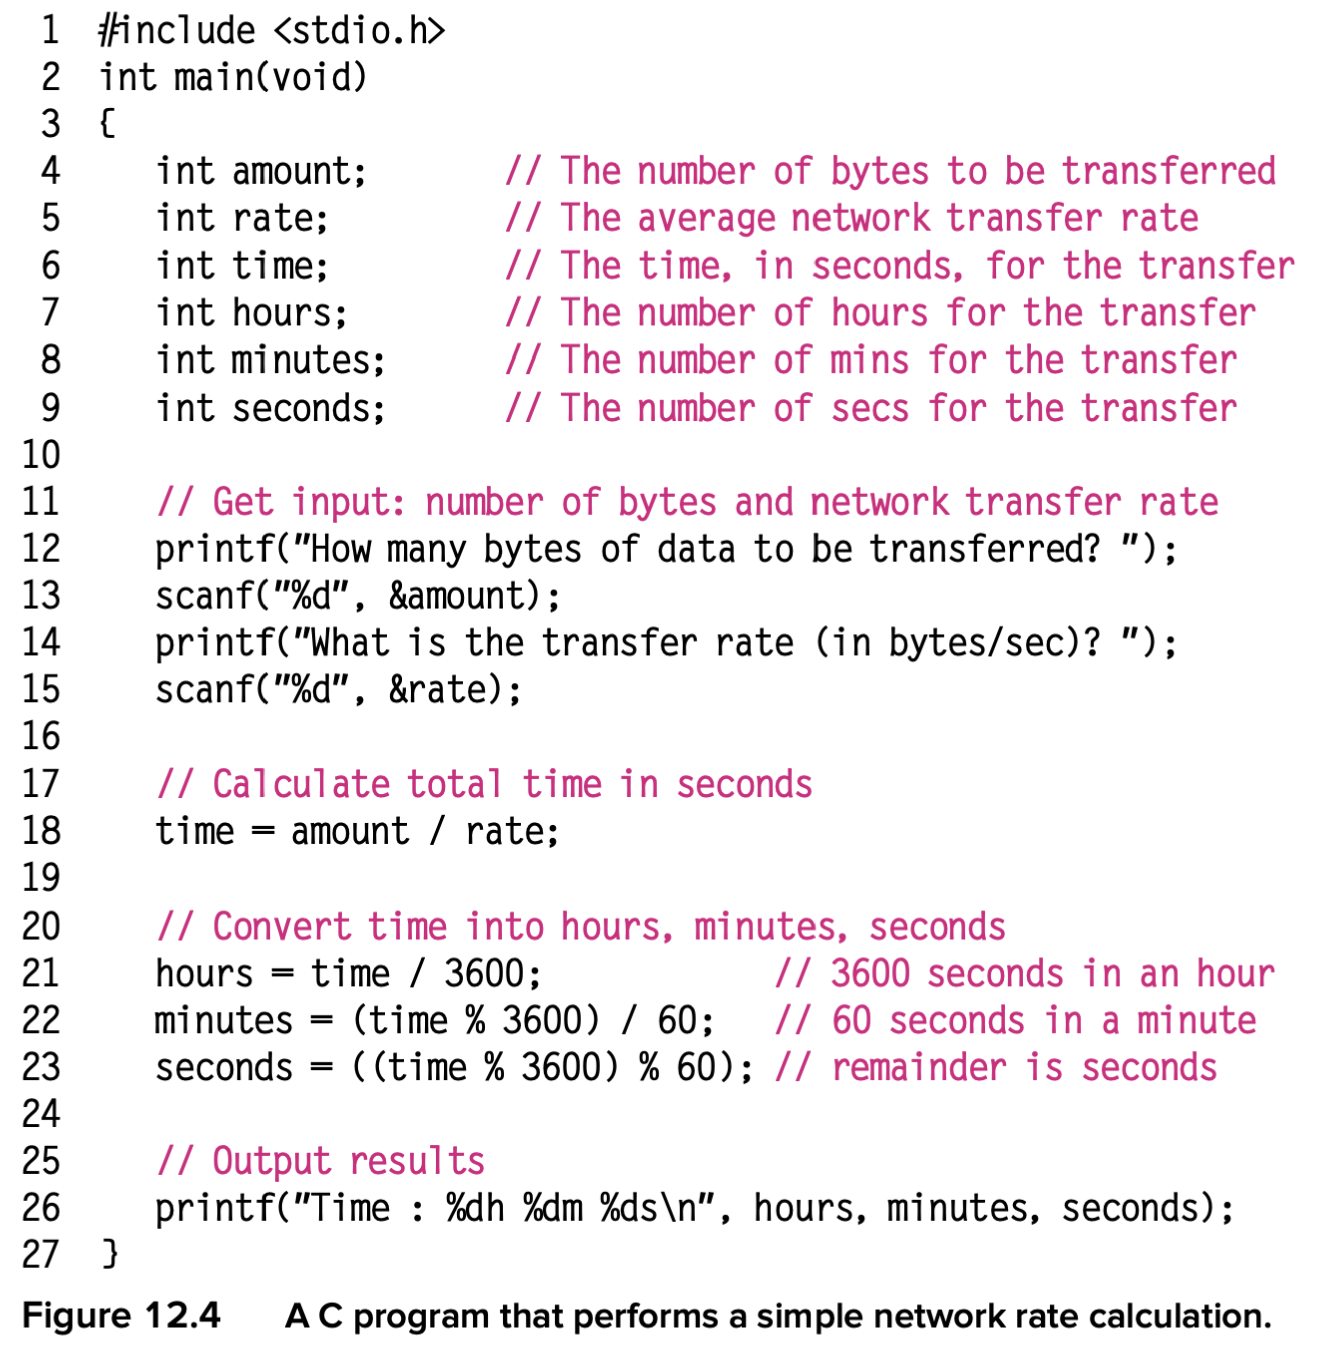 1 #include <stdio.h>
2 int main(void)
3 {
4    int amount;       // The number of bytes to be transferred
5    int rate;         // The average network transfer rate
6    int time;         // The time, in seconds, for the transfer
7    int hours;        // The number of hours for the transfer
8    int minutes;      // The number of mins for the transfer
9    int seconds;      // The number of secs for the transfer
10
11    // Get input: number of bytes and network transfer rate
12    printf("How many bytes of data to be transferred? ");
13    scanf("%d", &amount);
14    printf("What is the transfer rate (in bytes/sec)? ");
15    scanf("%d", &rate);
16
17    // Calculate total time in seconds
18    time = amount / rate;
19
20    // Convert time into hours, minutes, seconds
21    hours = time / 3600;            // 3600 seconds in an hour
22    minutes = (time % 3600) / 60;   // 60 seconds in a minute
23    seconds = ((time % 3600) % 60); // remainder is seconds
24
25    // Output results
26    printf("Time : %dh %dm %ds\n", hours, minutes, seconds);
27 }
Figure 12.4 A C program that performs a simple network rate calculation.